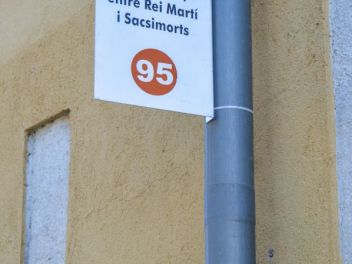 entre Rei Martí
i Sacsimorts
95